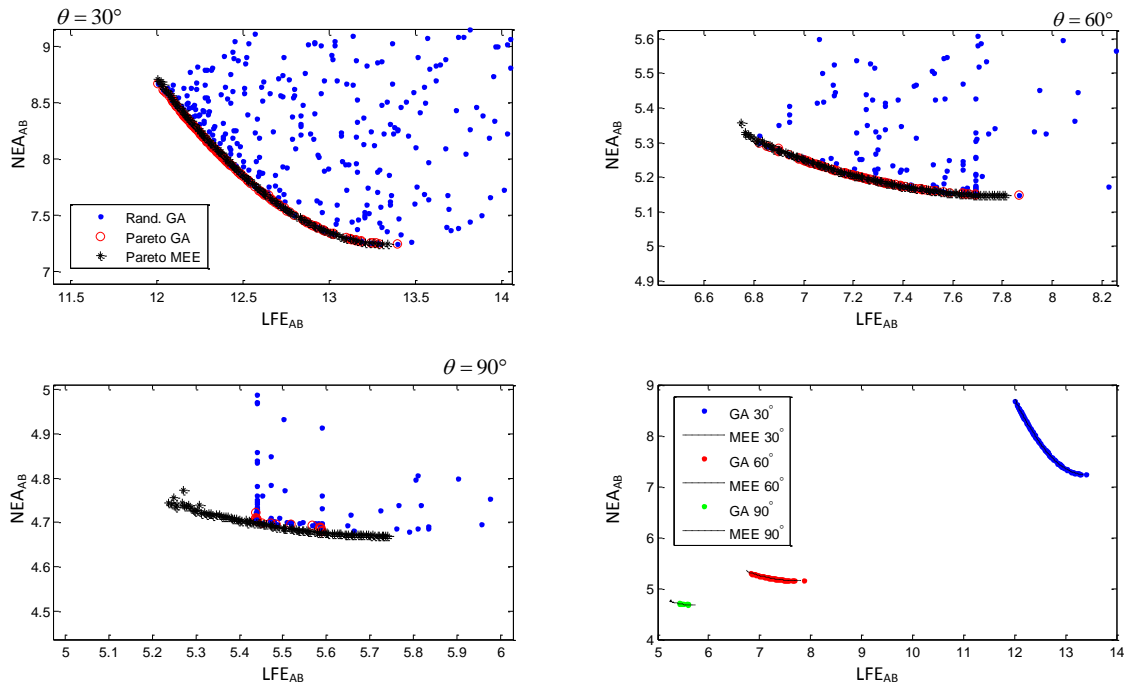 θ = 30°
9
8.5
8
7.5
7
NEA_AB
Rand. GA
Pareto GA
Pareto MEE
11.5 12 12.5 13 13.5 14
LFE_AB
θ = 60°
5.6
5.5
5.4
5.3
5.2
5.1
5
4.9
NEA_AB
6.6 6.8 7 7.2 7.4 7.6 7.8 8 8.2
LFE_AB
θ = 90°
5
4.9
4.8
4.7
4.6
4.5
NEA_AB
5 5.1 5.2 5.3 5.4 5.5 5.6 5.7 5.8 5.9 6
LFE_AB
9
8
7
6
5
4
NEA_AB
GA 30°
MEE 30°
GA 60°
MEE 60°
GA 90°
MEE 90°
5 6 7 8 9 10 11 12 13 14
LFE_AB